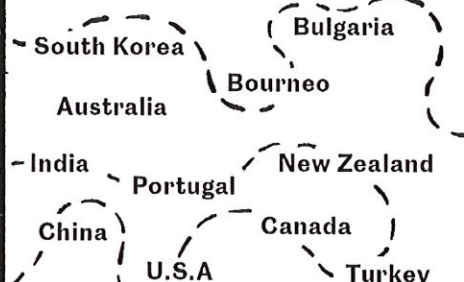 Bulgaria
South Korea
Bourneo
Australia
India
New Zealand
Portugal
China
Canada
U.S.A
Turkey